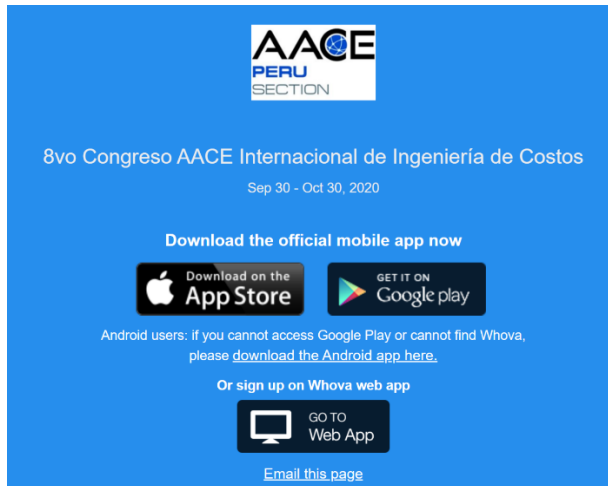 AACE
PERU
SECTION
8vo Congreso AACE Internacional de Ingeniería de Costos
Sep 30 - Oct 30, 2020
Download the official mobile app now
Download on the
App Store
GET IT ON
Google play
Android users: if you cannot access Google Play or cannot find Whova,
please download the Android app here.
Or sign up on Whova web app
GO TO
Web App
Email this page